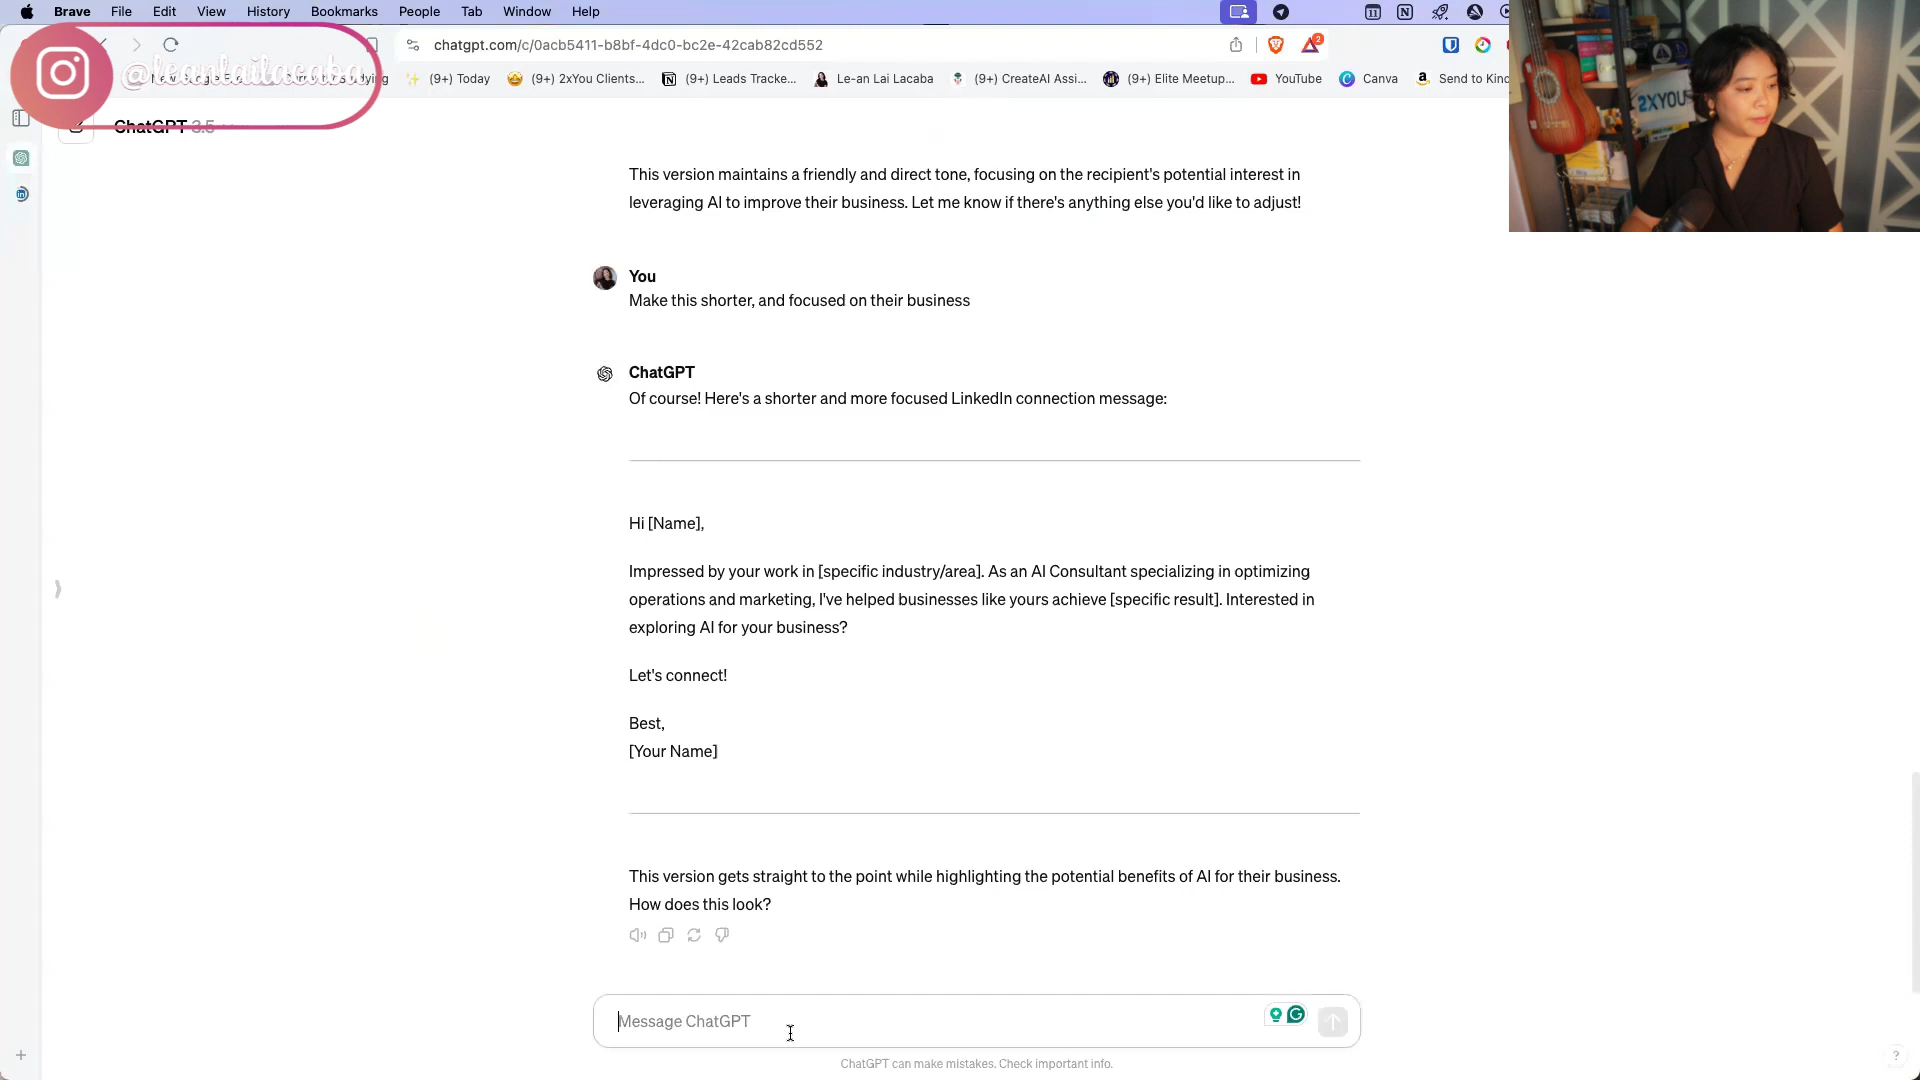 Brave File Edit View History Bookmarks People Tab Window Help
chatgpt.com/c/0acb5411-b8bf-4dc0-bc2e-42cab82cd552
2
@leanlailacaba
(9+) Today (9+) 2xYou Clients... (9+) Leads Tracke... Le-an Lai Lacaba (9+) CreateAI Assi... (9+) Elite Meetup... YouTube Canva Send to Kind
ChatGPT 3.5
2XYOU
This version maintains a friendly and direct tone, focusing on the recipient's potential interest in
leveraging AI to improve their business. Let me know if there's anything else you'd like to adjust!
You
Make this shorter, and focused on their business
ChatGPT
Of course! Here's a shorter and more focused LinkedIn connection message:
Hi [Name],
Impressed by your work in [specific industry/area]. As an AI Consultant specializing in optimizing
operations and marketing, I've helped businesses like yours achieve [specific result]. Interested in
exploring AI for your business?
Let's connect!
Best,
[Your Name]
This version gets straight to the point while highlighting the potential benefits of AI for their business.
How does this look?
Message ChatGPT
ChatGPT can make mistakes. Check important info.
?